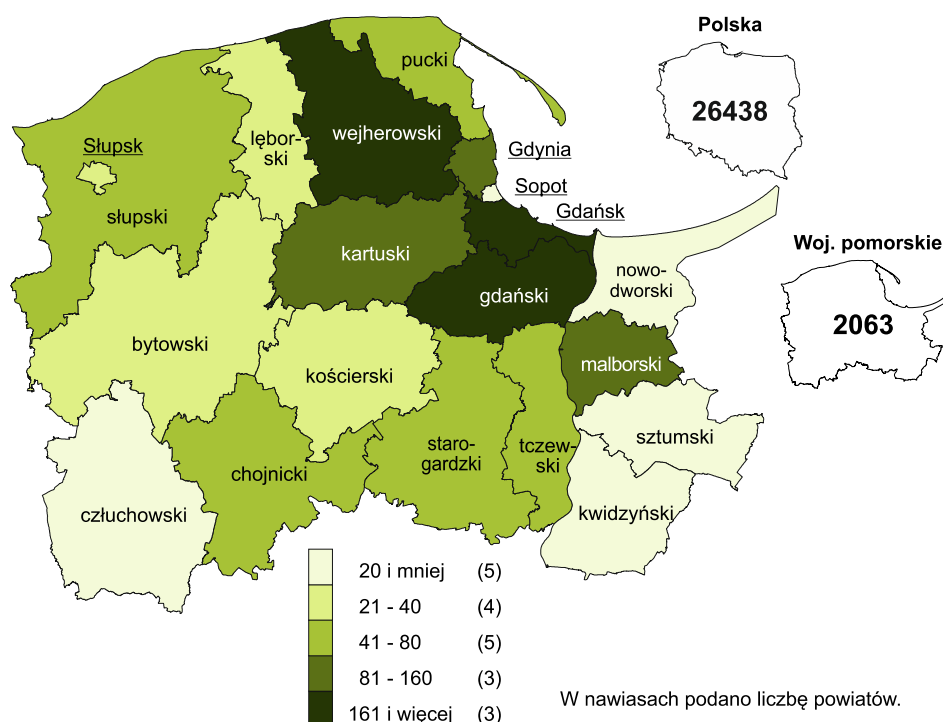 Polska
26438
Woj. pomorskie
2063
pucki
wejherowski
lębor-
ski
Słupsk
słupski
Gdynia
Sopot
Gdańsk
kartuski
gdański
nowo-
dworski
bytowski
kościerski
malborski
staro-
gardzki
tczew-
ski
sztumski
chojnicki
człuchowski
kwidzyński
20 i mniej (5)
21 - 40 (4)
41 - 80 (5)
81 - 160 (3)
161 i więcej (3)
W nawiasach podano liczbę powiatów.